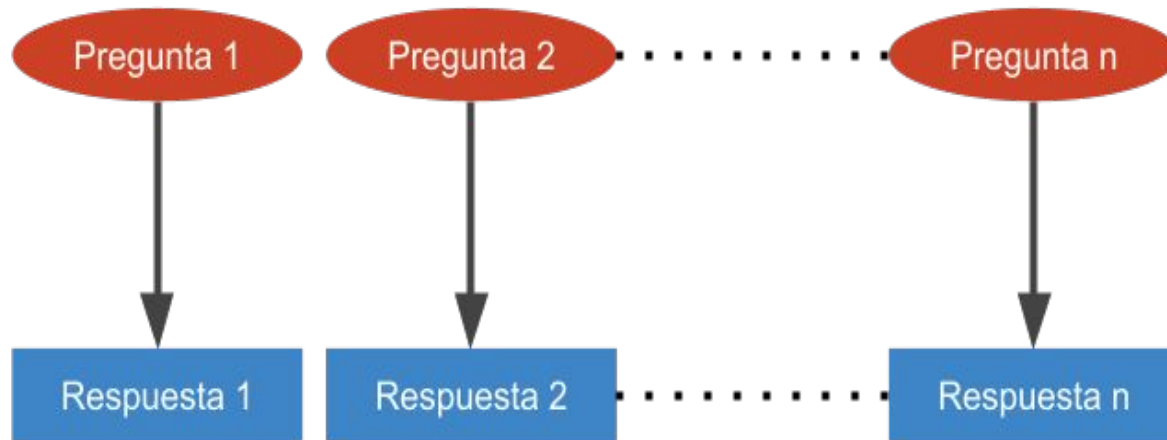 Pregunta 1
Pregunta 2
Pregunta n
Respuesta 1
Respuesta 2
Respuesta n